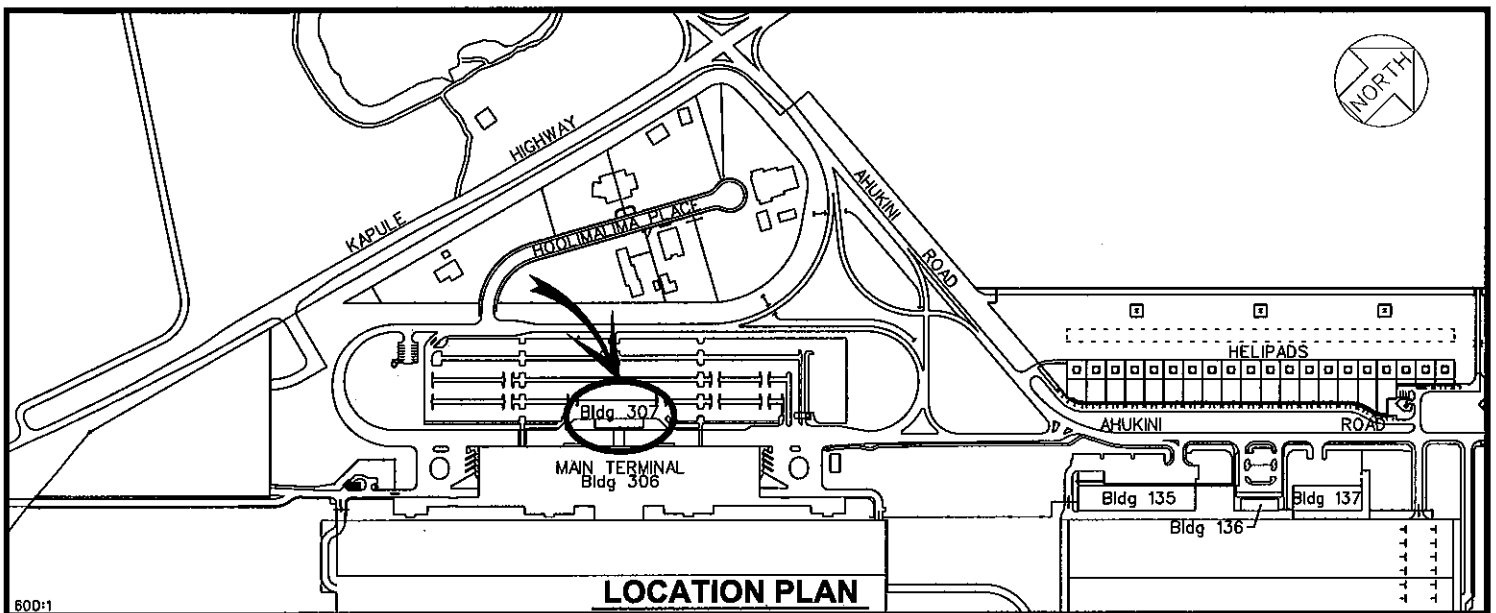 NORTH
KAPULE
HIGHWAY
AHUKINI
ROAD
HOOLIMALIMA PLACE
HELIPADS
Bldg 307
AHUKINI
ROAD
MAIN TERMINAL
Bldg 306
Bldg 135
Bldg 137
Bldg 136
LOCATION PLAN
600:1